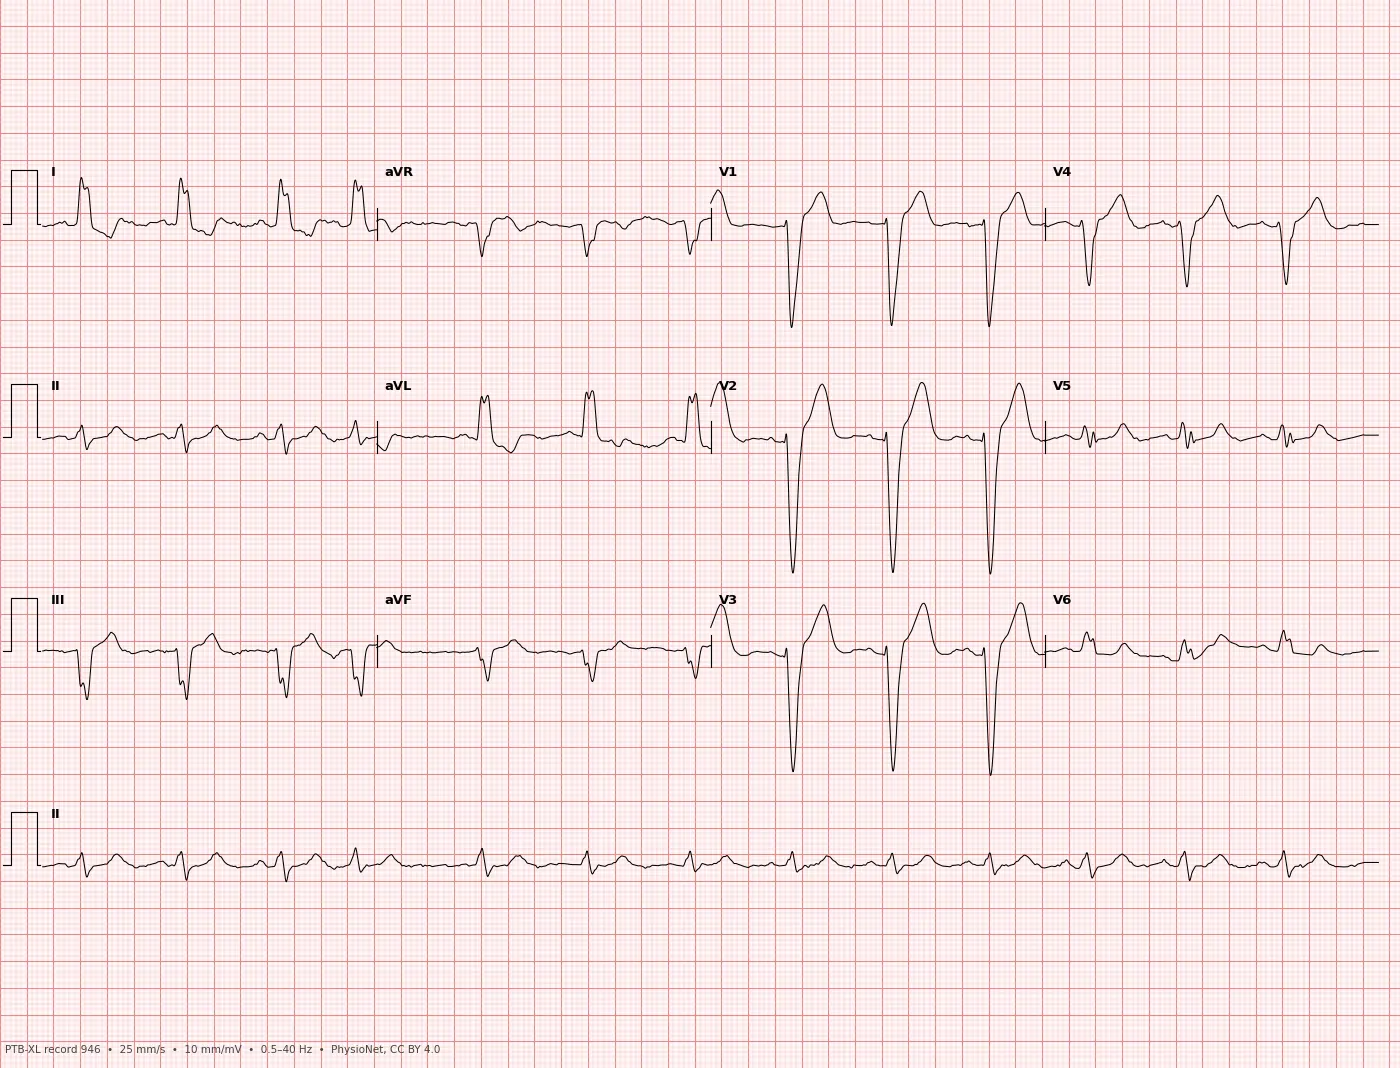 I aVR V1 V4
II aVL V2 V5
III aVF V3 V6
II
PTB-XL record 946 • 25 mm/s • 10 mm/mV • 0.5–40 Hz • PhysioNet, CC BY 4.0